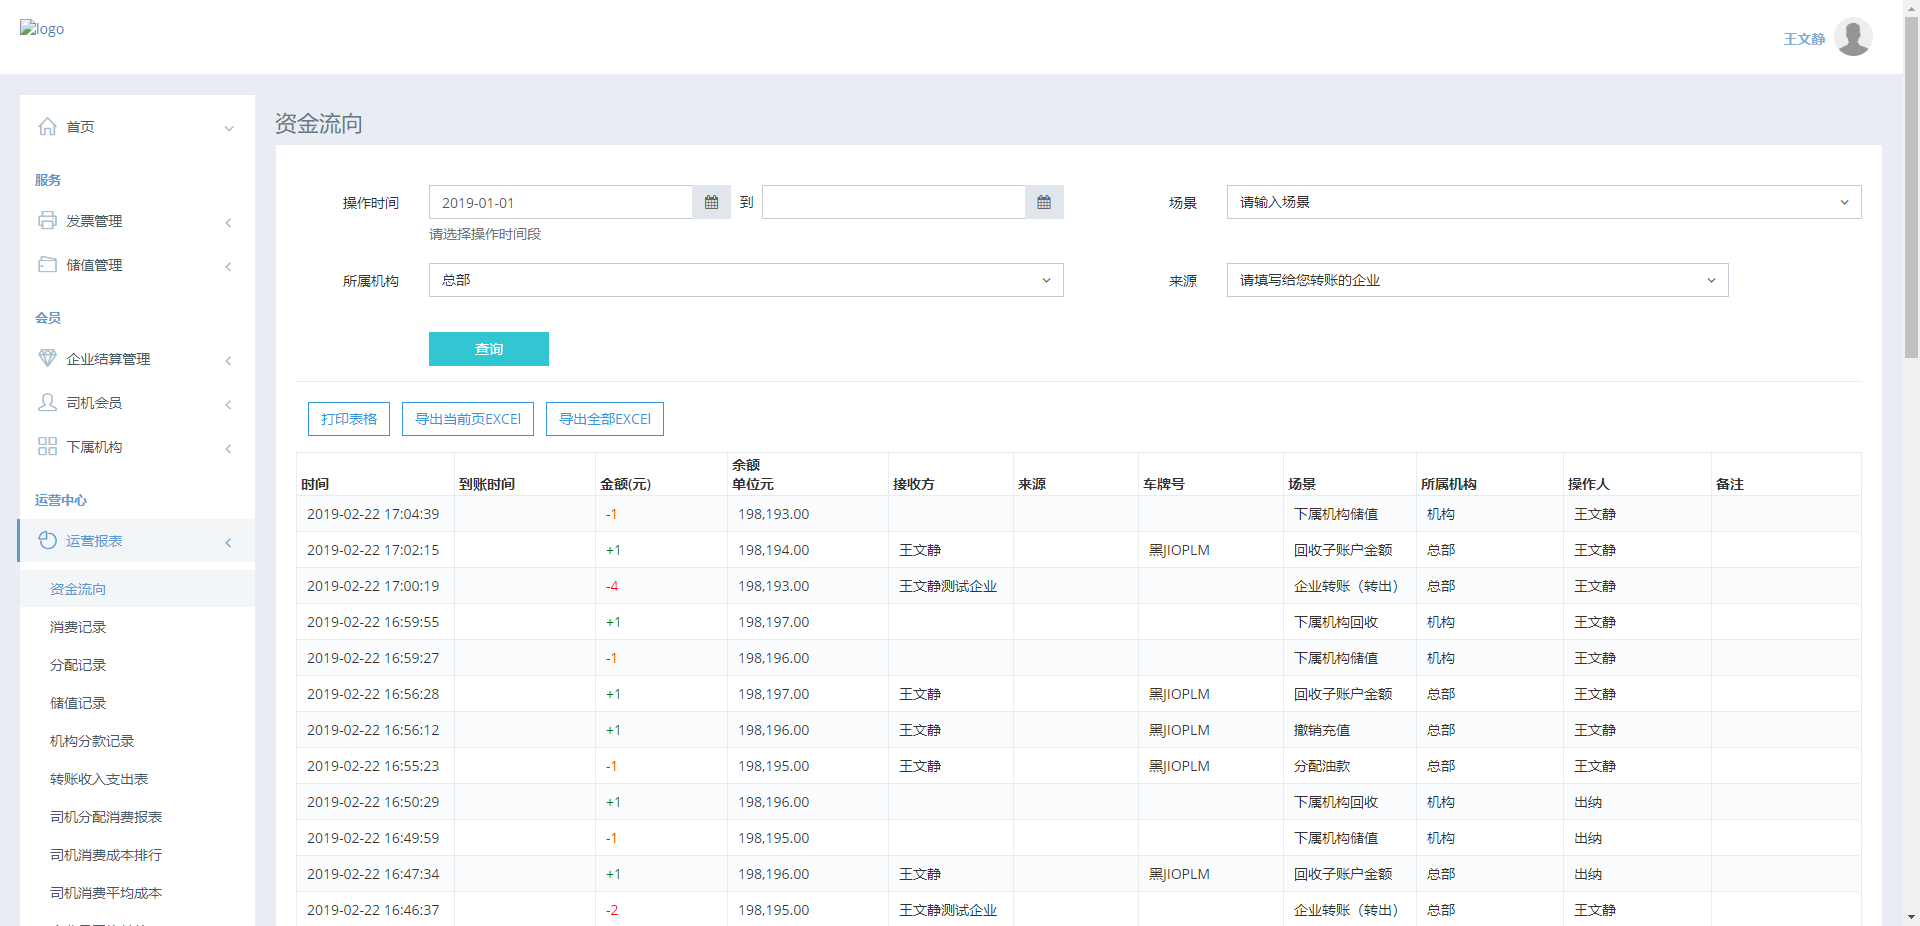 logo
王文静
首页
服务
发票管理
储值管理
会员
企业结算管理
司机会员
下属机构
运营中心
运营报表
资金流向
消费记录
分配记录
储值记录
机构分款记录
转账收入支出表
司机分配消费报表
司机消费成本排行
司机消费平均成本
资金流向
操作时间 2019-01-01 到 场景 请输入场景
请选择操作时间段
所属机构 总部 来源 请填写给您转账的企业
查询
打印表格 导出当前页EXCEl 导出全部EXCEl
时间 到账时间 金额(元) 余额 单位元 接收方 来源 车牌号 场景 所属机构 操作人 备注
2019-02-22 17:04:39 -1 198,193.00 下属机构储值 机构 王文静
2019-02-22 17:02:15 +1 198,194.00 王文静 黑JIOPLM 回收子账户金额 总部 王文静
2019-02-22 17:00:19 -4 198,193.00 王文静测试企业 企业转账（转出） 总部 王文静
2019-02-22 16:59:55 +1 198,197.00 下属机构回收 机构 王文静
2019-02-22 16:59:27 -1 198,196.00 下属机构储值 机构 王文静
2019-02-22 16:56:28 +1 198,197.00 王文静 黑JIOPLM 回收子账户金额 总部 王文静
2019-02-22 16:56:12 +1 198,196.00 王文静 黑JIOPLM 撤销充值 总部 王文静
2019-02-22 16:55:23 -1 198,195.00 王文静 黑JIOPLM 分配油款 总部 王文静
2019-02-22 16:50:29 +1 198,196.00 下属机构回收 机构 出纳
2019-02-22 16:49:59 -1 198,195.00 下属机构储值 机构 出纳
2019-02-22 16:47:34 +1 198,196.00 王文静 黑JIOPLM 回收子账户金额 总部 出纳
2019-02-22 16:46:37 -2 198,195.00 王文静测试企业 企业转账（转出） 总部 王文静